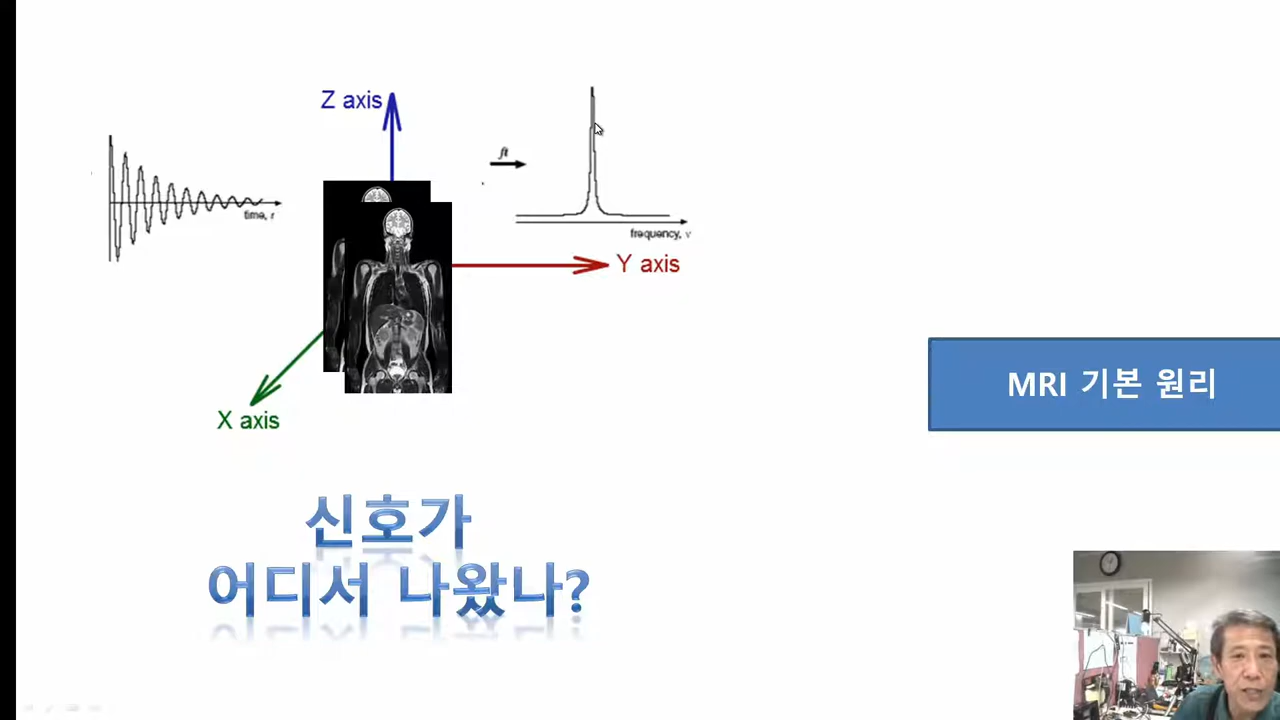 Z axis
ft
time, t
frequency, ν
Y axis
MRI 기본 원리
X axis
신호가
어디서 나왔나?